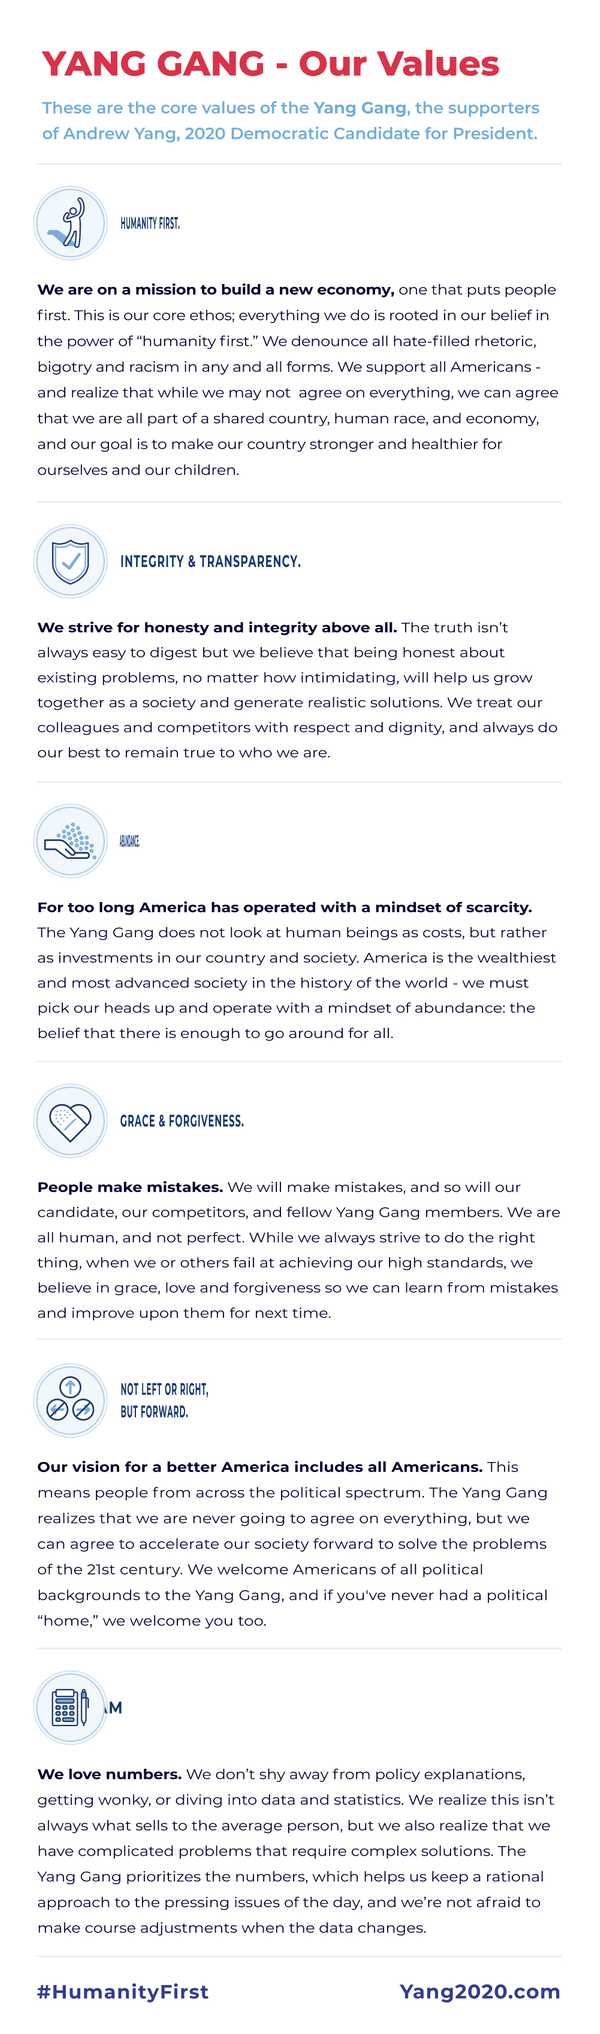 YANG GANG - Our Values
These are the core values of the Yang Gang, the supporters
of Andrew Yang, 2020 Democratic Candidate for President.
HUMANITY FIRST.
We are on a mission to build a new economy, one that puts people
first. This is our core ethos; everything we do is rooted in our belief in
the power of “humanity first.” We denounce all hate-filled rhetoric,
bigotry and racism in any and all forms. We support all Americans -
and realize that while we may not agree on everything, we can agree
that we are all part of a shared country, human race, and economy,
and our goal is to make our country stronger and healthier for
ourselves and our children.
INTEGRITY & TRANSPARENCY.
We strive for honesty and integrity above all. The truth isn’t
always easy to digest but we believe that being honest about
existing problems, no matter how intimidating, will help us grow
together as a society and generate realistic solutions. We treat our
colleagues and competitors with respect and dignity, and always do
our best to remain true to who we are.
ABUNDANCE.
For too long America has operated with a mindset of scarcity.
The Yang Gang does not look at human beings as costs, but rather
as investments in our country and society. America is the wealthiest
and most advanced society in the history of the world - we must
pick our heads up and operate with a mindset of abundance: the
belief that there is enough to go around for all.
GRACE & FORGIVENESS.
People make mistakes. We will make mistakes, and so will our
candidate, our competitors, and fellow Yang Gang members. We are
all human, and not perfect. While we always strive to do the right
thing, when we or others fail at achieving our high standards, we
believe in grace, love and forgiveness so we can learn from mistakes
and improve upon them for next time.
NOT LEFT OR RIGHT,
BUT FORWARD.
Our vision for a better America includes all Americans. This
means people from across the political spectrum. The Yang Gang
realizes that we are never going to agree on everything, but we
can agree to accelerate our society forward to solve the problems
of the 21st century. We welcome Americans of all political
backgrounds to the Yang Gang, and if you've never had a political
“home,” we welcome you too.
We love numbers. We don’t shy away from policy explanations,
getting wonky, or diving into data and statistics. We realize this isn’t
always what sells to the average person, but we also realize that we
have complicated problems that require complex solutions. The
Yang Gang prioritizes the numbers, which helps us keep a rational
approach to the pressing issues of the day, and we’re not afraid to
make course adjustments when the data changes.
#HumanityFirst
Yang2020.com